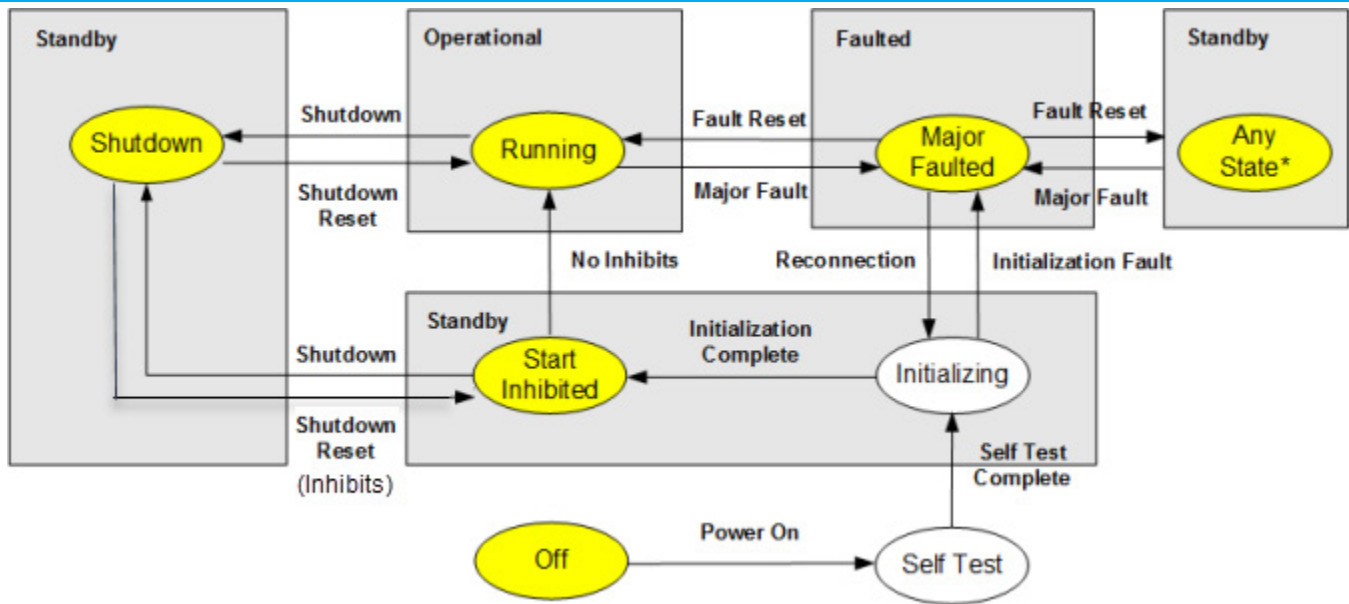 Standby
Operational
Faulted
Standby
Shutdown
Shutdown
Shutdown
Reset
Running
Fault Reset
Major Fault
Major
Faulted
Fault Reset
Major Fault
Any
State*
No Inhibits
Reconnection
Initialization Fault
Standby
Shutdown
Shutdown
Reset
(Inhibits)
Start
Inhibited
Initialization
Complete
Initializing
Self Test
Complete
Off
Power On
Self Test